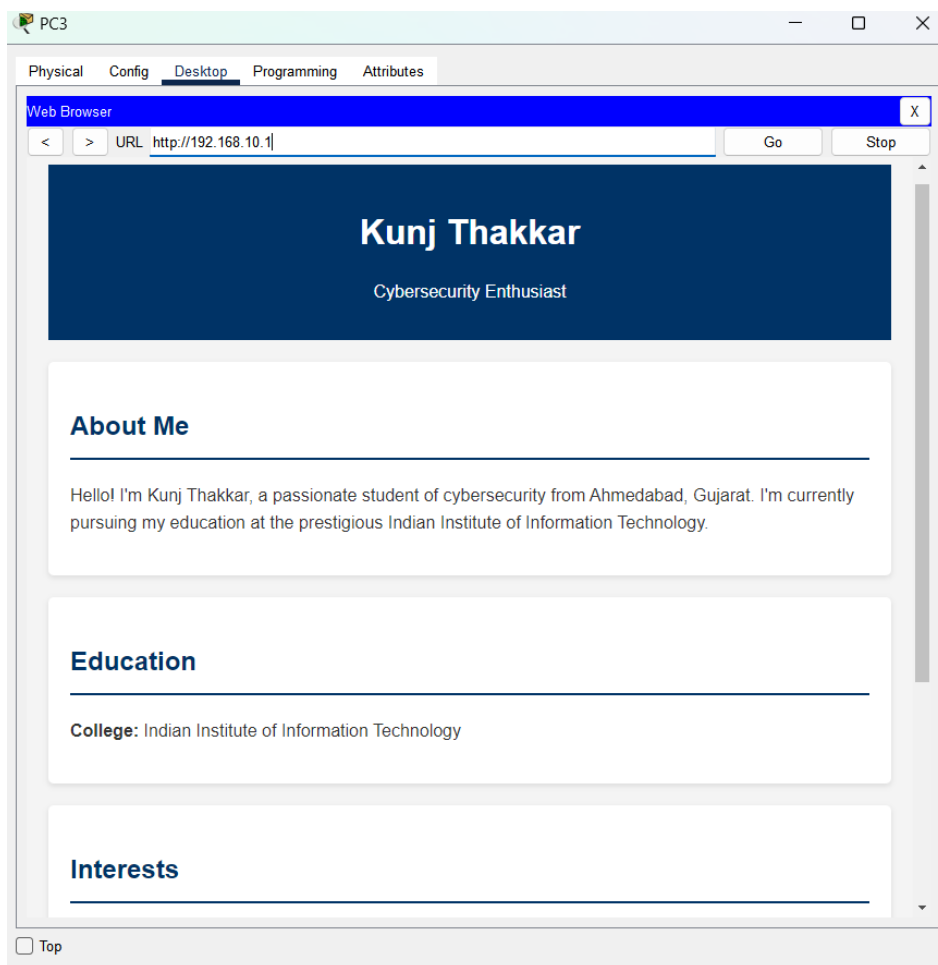 PC3
Physical Config Desktop Programming Attributes
Web Browser X
< > URL http://192.168.10.1 Go Stop
Kunj Thakkar
Cybersecurity Enthusiast
About Me
Hello! I'm Kunj Thakkar, a passionate student of cybersecurity from Ahmedabad, Gujarat. I'm currently
pursuing my education at the prestigious Indian Institute of Information Technology.
Education
College: Indian Institute of Information Technology
Interests
Top